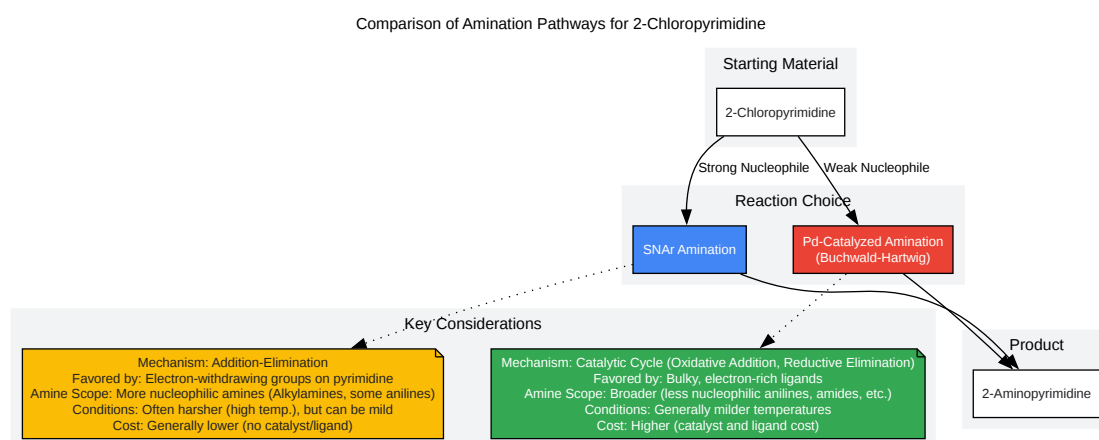 Comparison of Amination Pathways for 2-Chloropyrimidine
Starting Material
2-Chloropyrimidine
Strong Nucleophile
Weak Nucleophile
Reaction Choice
SNAr Amination
Pd-Catalyzed Amination
(Buchwald-Hartwig)
Key Considerations
Mechanism: Addition-Elimination
Favored by: Electron-withdrawing groups on pyrimidine
Amine Scope: More nucleophilic amines (Alkylamines, some anilines)
Conditions: Often harsher (high temp.), but can be mild
Cost: Generally lower (no catalyst/ligand)
Mechanism: Catalytic Cycle (Oxidative Addition, Reductive Elimination)
Favored by: Bulky, electron-rich ligands
Amine Scope: Broader (less nucleophilic anilines, amides, etc.)
Conditions: Generally milder temperatures
Cost: Higher (catalyst and ligand cost)
Product
2-Aminopyrimidine